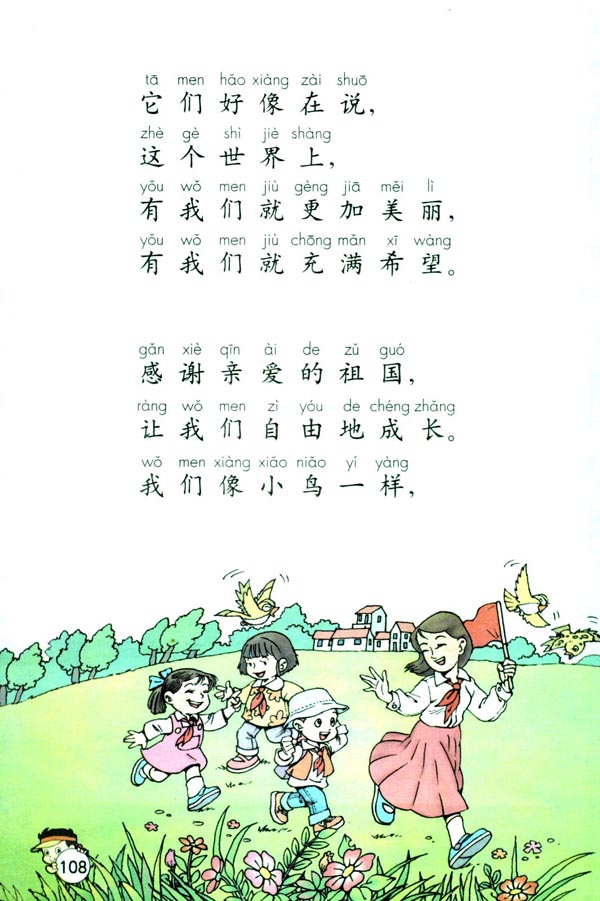 tā men hǎo xiàng zài shuō
它们好像在说，
zhè gè shì jiè shàng
这个世界上，
yǒu wǒ men jiù gèng jiā měi lì
有我们就更加美丽，
yǒu wǒ men jiù chōng mǎn xī wàng
有我们就充满希望。
gǎn xiè qīn ài de zǔ guó
感谢亲爱的祖国，
ràng wǒ men zì yóu de chéng zhǎng
让我们自由地成长。
wǒ men xiàng xiǎo niǎo yí yàng
我们像小鸟一样，
108